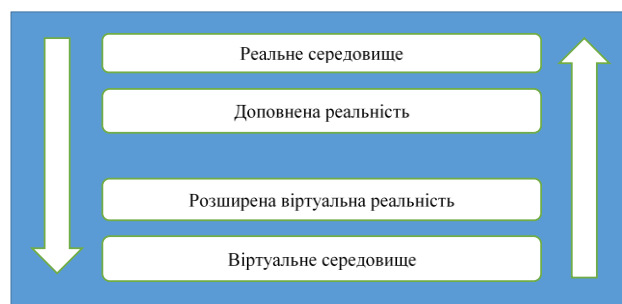 Реальне середовище
Доповнена реальність
Розширена віртуальна реальність
Віртуальне середовище